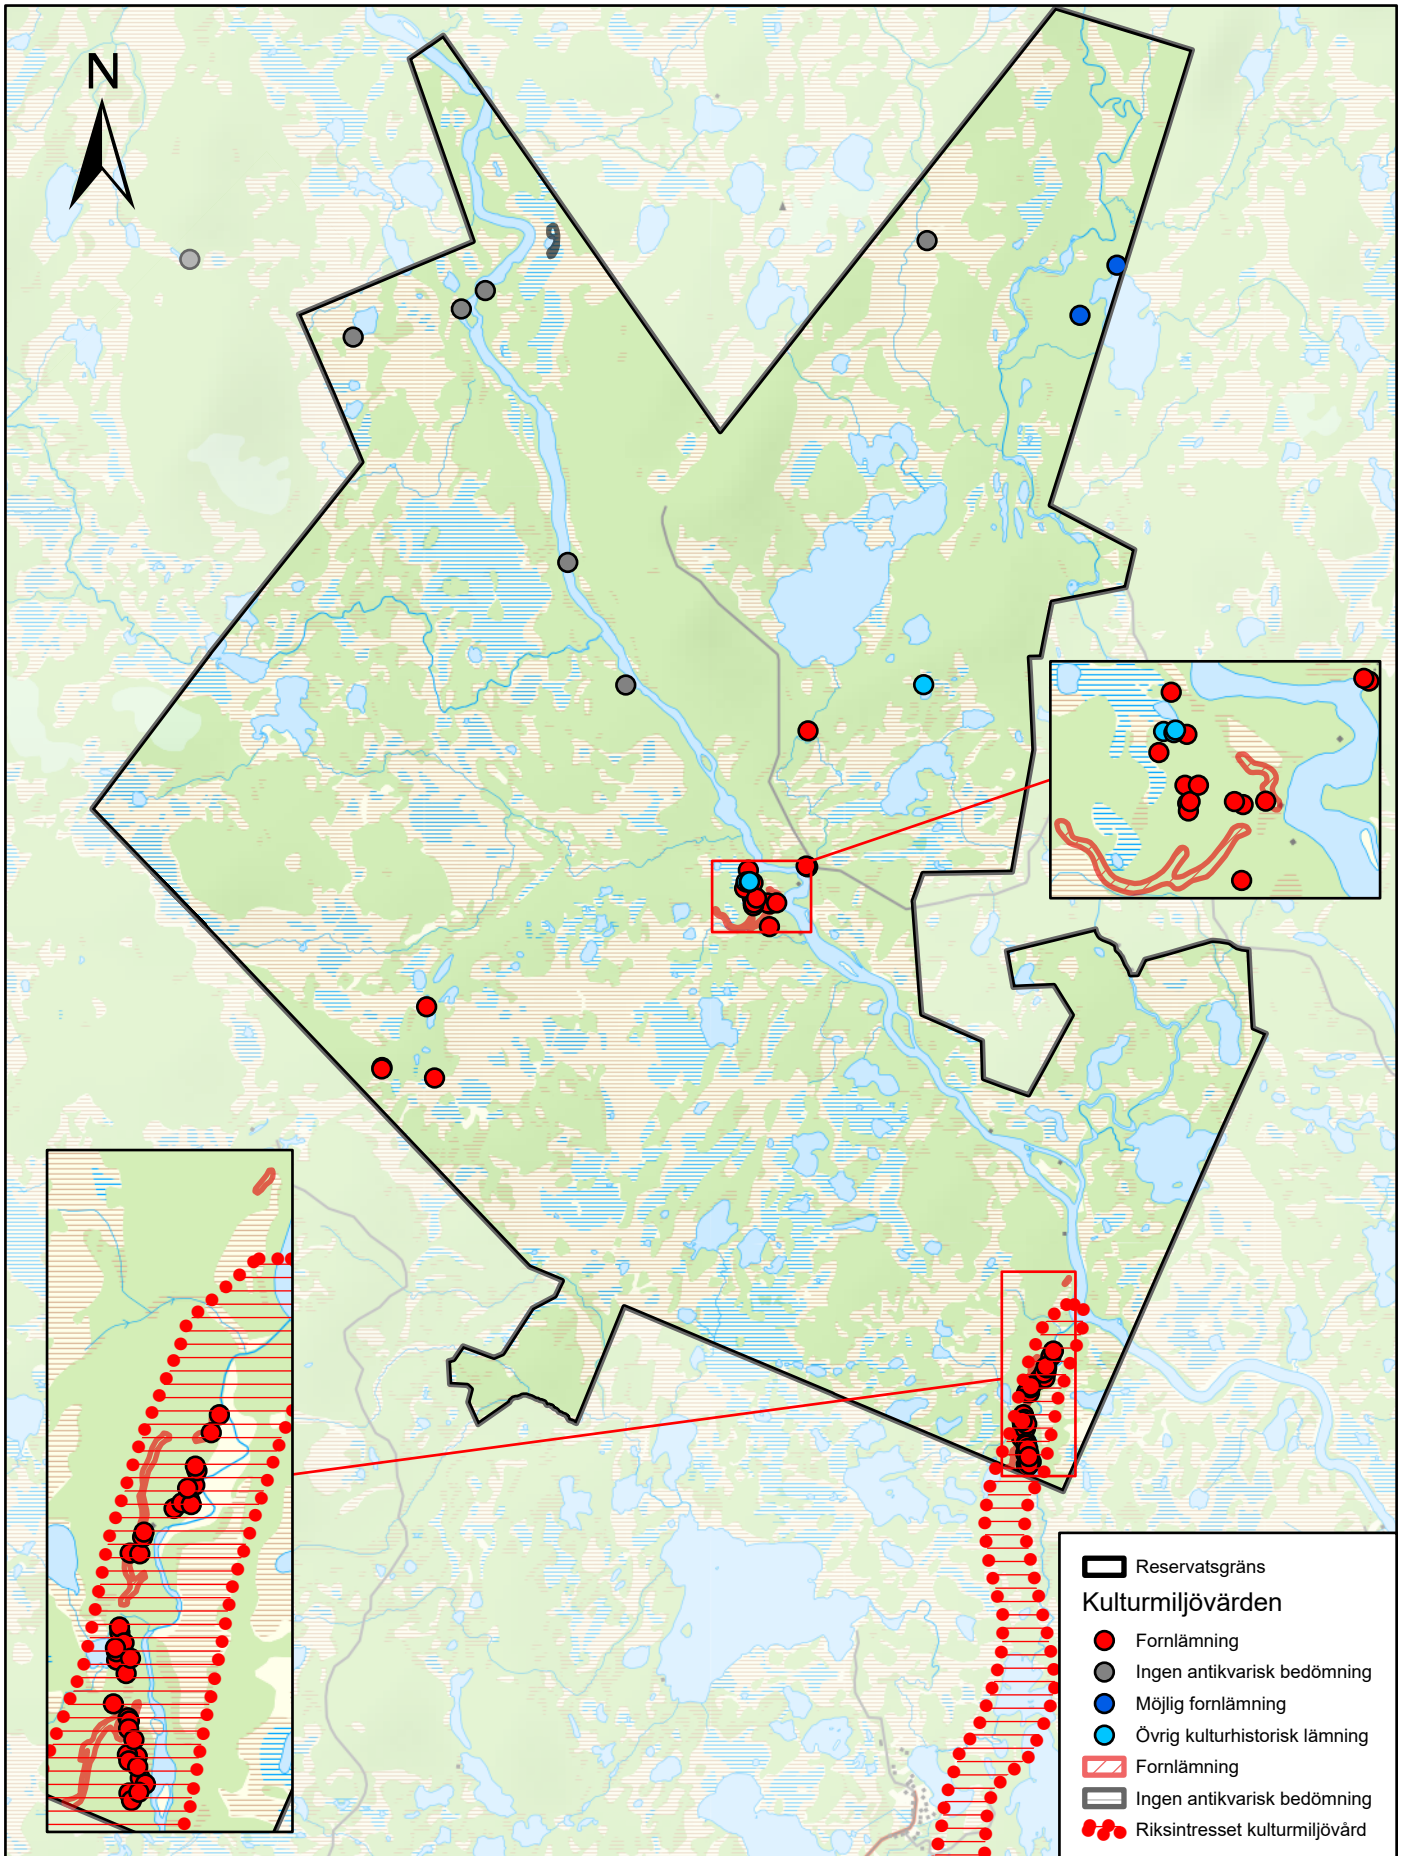 N
Reservatsgräns
Kulturmiljövärden
Fornlämning
Ingen antikvarisk bedömning
Möjlig fornlämning
Övrig kulturhistorisk lämning
Fornlämning
Ingen antikvarisk bedömning
Riksintresset kulturmiljövård